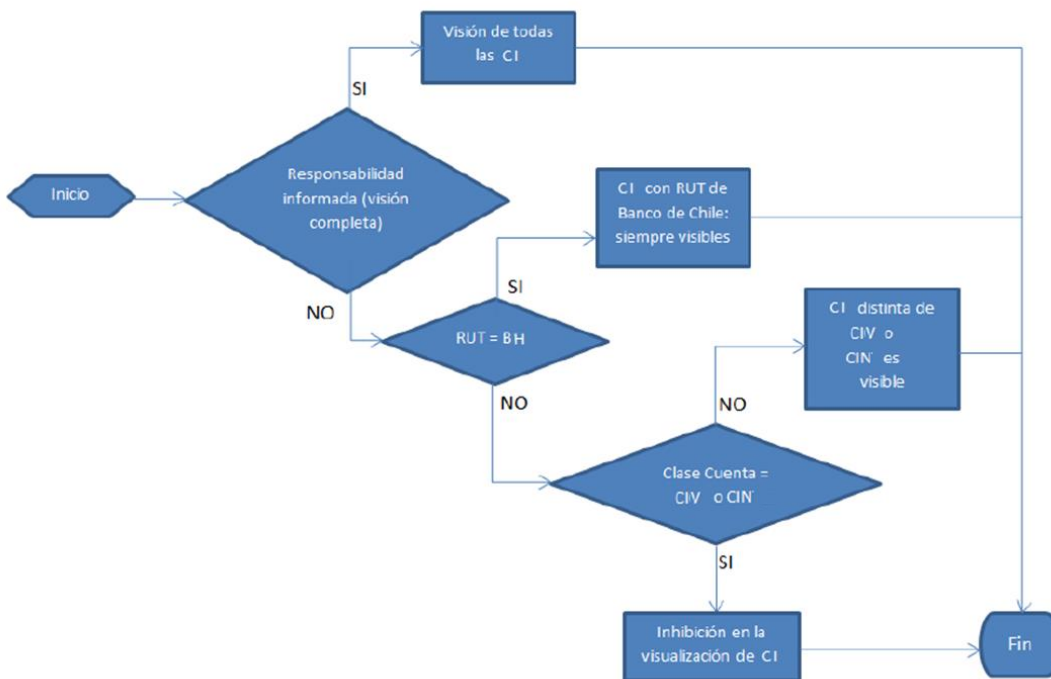 Visión de todas
las CI
SI
Responsabilidad
informada (visión
completa)
Inicio
CI con RUT de
Banco de Chile:
siempre visibles
SI
NO
RUT = BH
CI distinta de
CIV o
CIN es
visible
NO
NO
Clase Cuenta =
CIV o CIN
SI
Inhibición en la
visualización de CI
Fin